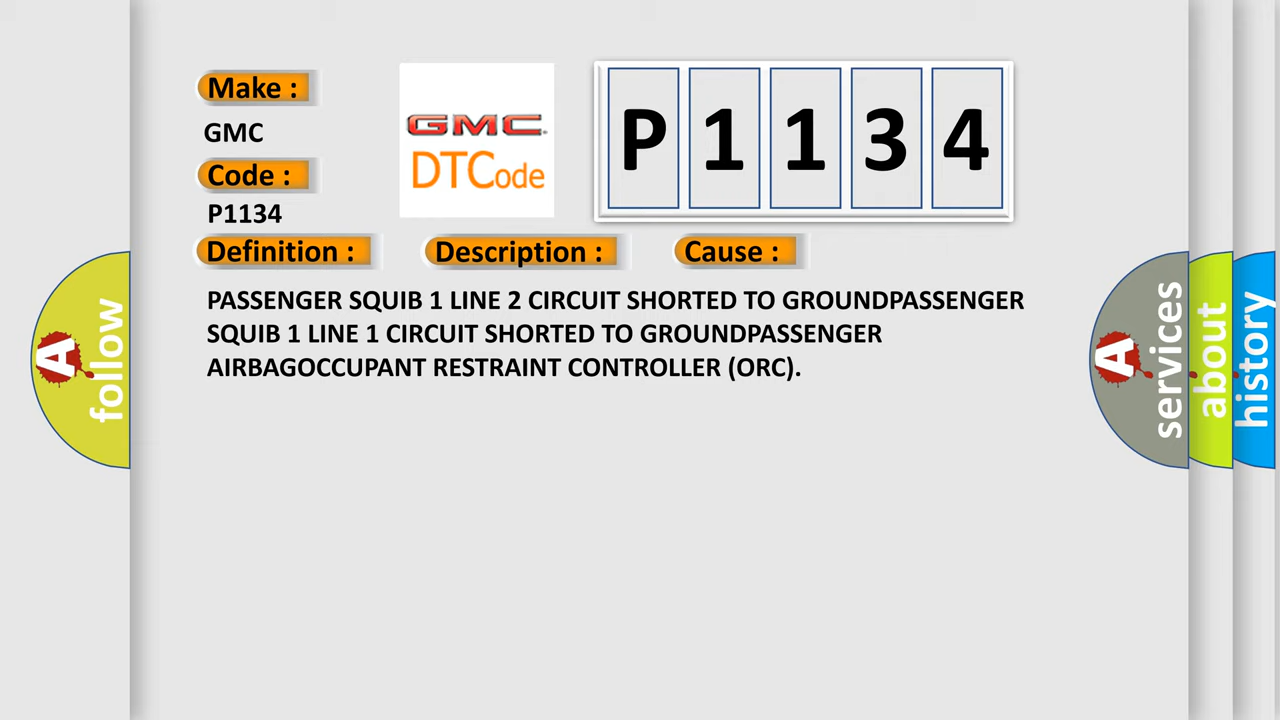 Make :
GMC
Code :
P1134
GMC
DTCode
P 1 1 3 4
Definition :
Description :
Cause :
PASSENGER SQUIB 1 LINE 2 CIRCUIT SHORTED TO GROUNDPASSENGER
SQUIB 1 LINE 1 CIRCUIT SHORTED TO GROUNDPASSENGER
AIRBAGOCCUPANT RESTRAINT CONTROLLER (ORC).
A
follow
A
services
about
history